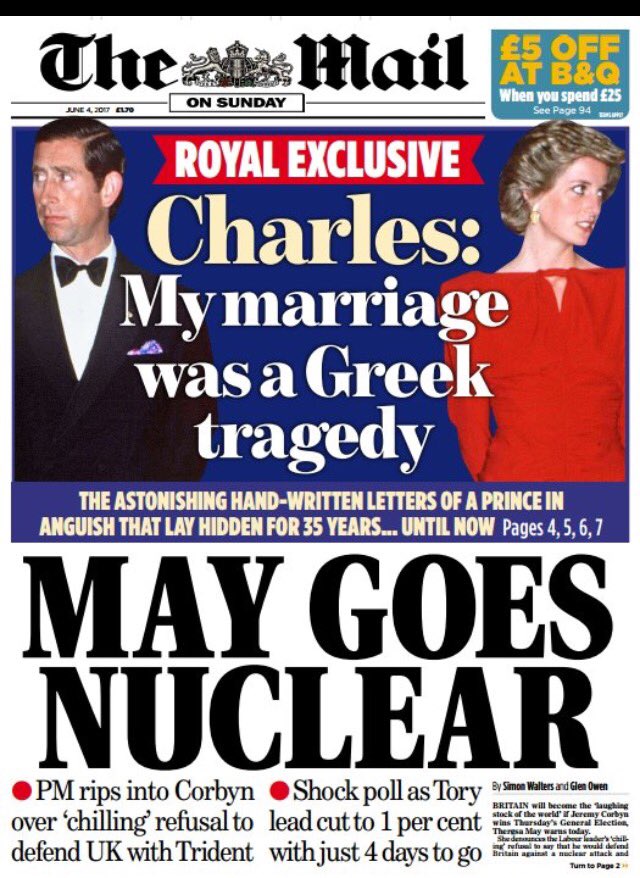 The Mail
ON SUNDAY
JUNE 4, 2017 £1.70
£5 OFF
AT B&Q
When you spend £25
See Page 94
ROYAL EXCLUSIVE
Charles:
My marriage
was a Greek
tragedy
THE ASTONISHING HAND-WRITTEN LETTERS OF A PRINCE IN
ANGUISH THAT LAY HIDDEN FOR 35 YEARS... UNTIL NOW Pages 4, 5, 6, 7
MAY GOES
NUCLEAR
● PM rips into Corbyn
over ‘chilling’ refusal to
defend UK with Trident
● Shock poll as Tory
lead cut to 1 per cent
with just 4 days to go
By Simon Walters and Glen Owen
BRITAIN will become the ‘laughing
stock of the world’ if Jeremy Corbyn
wins Thursday’s General Election,
Theresa May warns today.
She denounces the Labour leader’s ‘chill-
ing’ refusal to say that he would defend
Britain against a nuclear attack and
Turn to Page 2 »